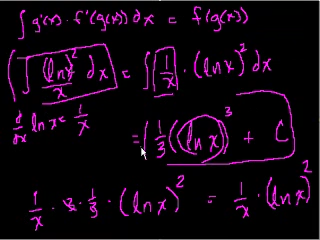 ∫ g'(x) · f'(g(x)) dx = f(g(x))
(∫ (ln x)² / x dx = ∫ 1/x · (ln x)² dx
d/dx ln x = 1/x
= (1/3 ((ln x)³ + C
1/x · 3 · 1/3 · (ln x)² = 1/x · (ln x)²